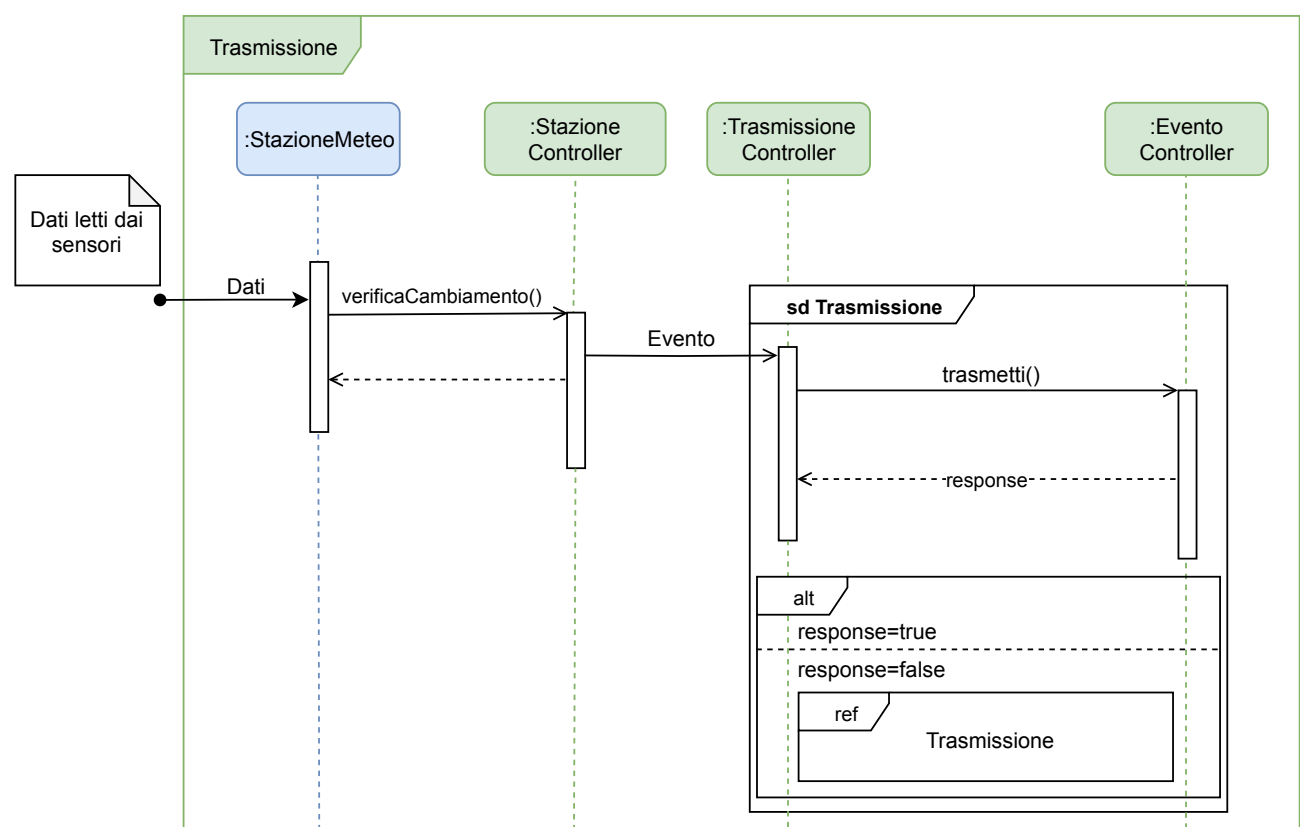 Trasmissione
:StazioneMeteo
:Stazione
Controller
:Trasmissione
Controller
:Evento
Controller
Dati letti dai
sensori
Dati
verificaCambiamento()
Evento
sd Trasmissione
trasmetti()
response
alt
response=true
response=false
ref
Trasmissione